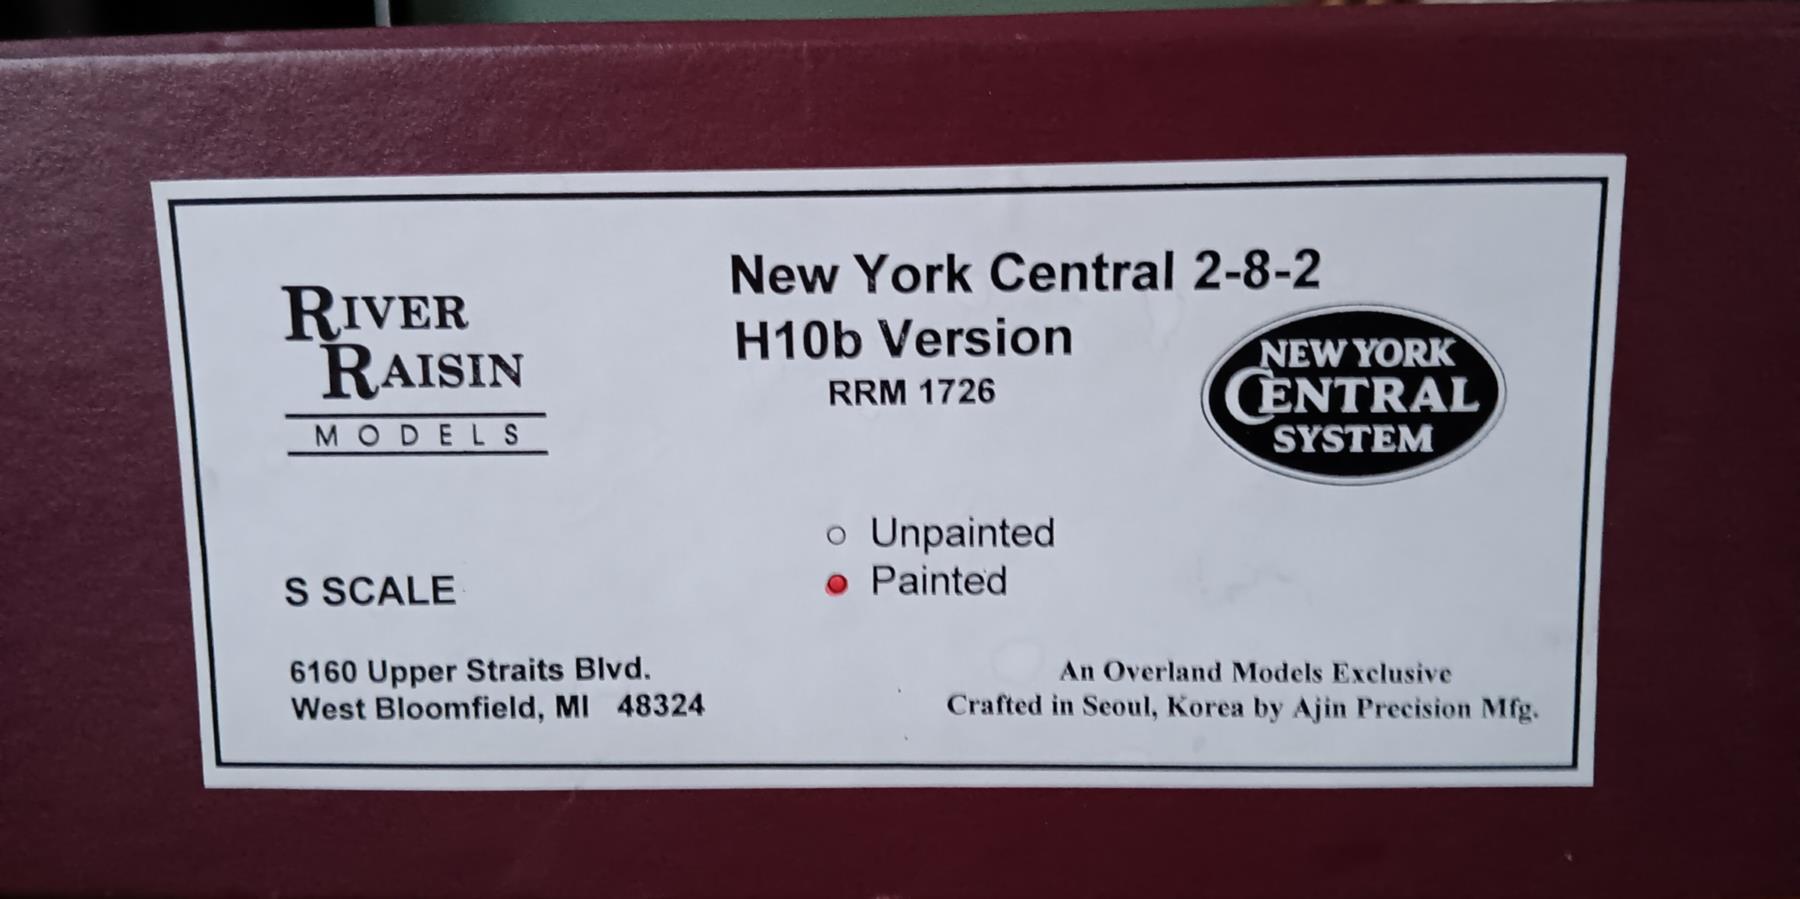 RIVER
RAISIN
MODELS
New York Central 2-8-2
H10b Version
RRM 1726
NEW YORK
CENTRAL
SYSTEM
○ Unpainted
● Painted
S SCALE
6160 Upper Straits Blvd.
West Bloomfield, MI 48324
An Overland Models Exclusive
Crafted in Seoul, Korea by Ajin Precision Mfg.